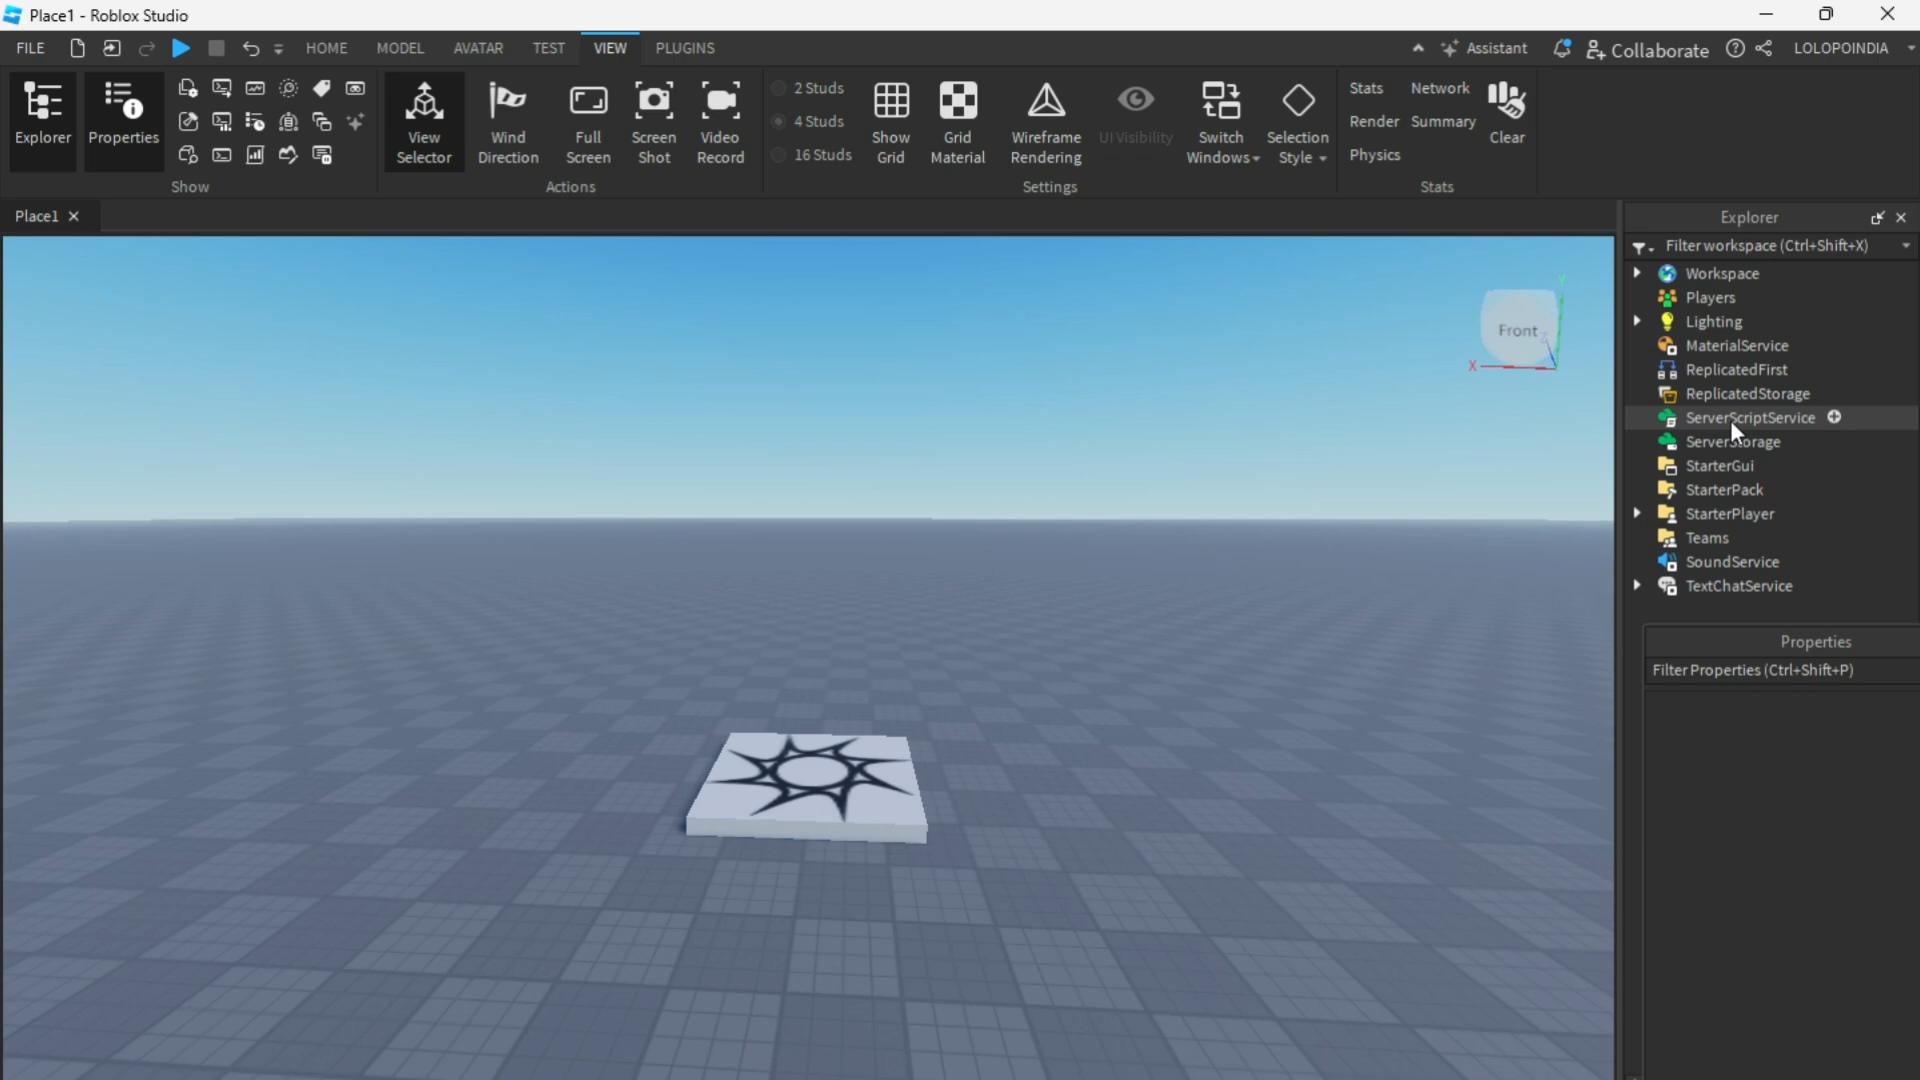 Place1 - Roblox Studio
FILE HOME MODEL AVATAR TEST VIEW PLUGINS Assistant Collaborate LOLOPOINDIA
Explorer
Properties
View
Selector
Wind
Direction
Full
Screen
Screen
Shot
Video
Record
2 Studs
4 Studs
16 Studs
Show
Grid
Grid
Material
Wireframe
Rendering
UI Visibility
Switch
Windows
Selection
Style
Stats Network
Render Summary
Physics
Clear
Show Actions Settings Stats
Place1
Explorer
Filter workspace (Ctrl+Shift+X)
Workspace
Players
Lighting
MaterialService
ReplicatedFirst
ReplicatedStorage
ServerScriptService
ServerStorage
StarterGui
StarterPack
StarterPlayer
Teams
SoundService
TextChatService
Front
X
Y
Z
Properties
Filter Properties (Ctrl+Shift+P)